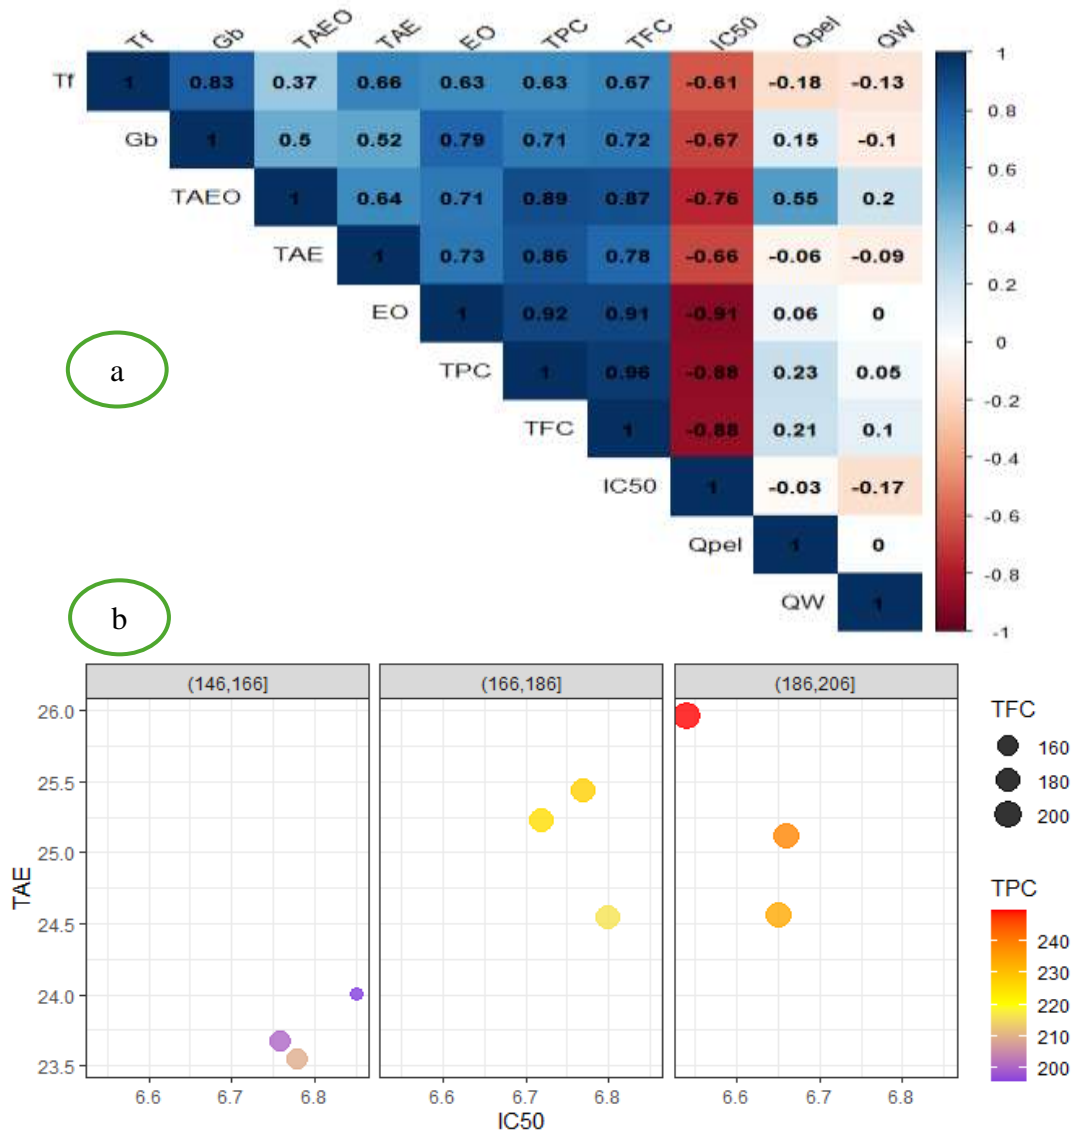 Tf Gb TAEO TAE EO TPC TFC IC50 Qpel QW
Tf 1 0.83 0.37 0.66 0.63 0.63 0.67 -0.61 -0.18 -0.13 1
0.8
Gb 1 0.5 0.52 0.79 0.71 0.72 -0.67 0.15 -0.1
0.6
TAEO 1 0.64 0.71 0.89 0.87 -0.76 0.55 0.2
0.4
TAE 1 0.73 0.86 0.78 -0.66 -0.06 -0.09
0.2
EO 1 0.92 0.91 -0.91 0.06 0
0
a
TPC 1 0.96 -0.88 0.23 0.05
-0.2
TFC 1 -0.88 0.21 0.1
-0.4
IC50 1 -0.03 -0.17
-0.6
Qpel 1 0
-0.8
QW 1
-1
b
(146,166] (166,186] (186,206]
26.0
25.5
25.0
24.5
24.0
23.5
TAE
6.6 6.7 6.8 6.6 6.7 6.8 6.6 6.7 6.8
IC50
TFC
160
180
200
TPC
240
230
220
210
200